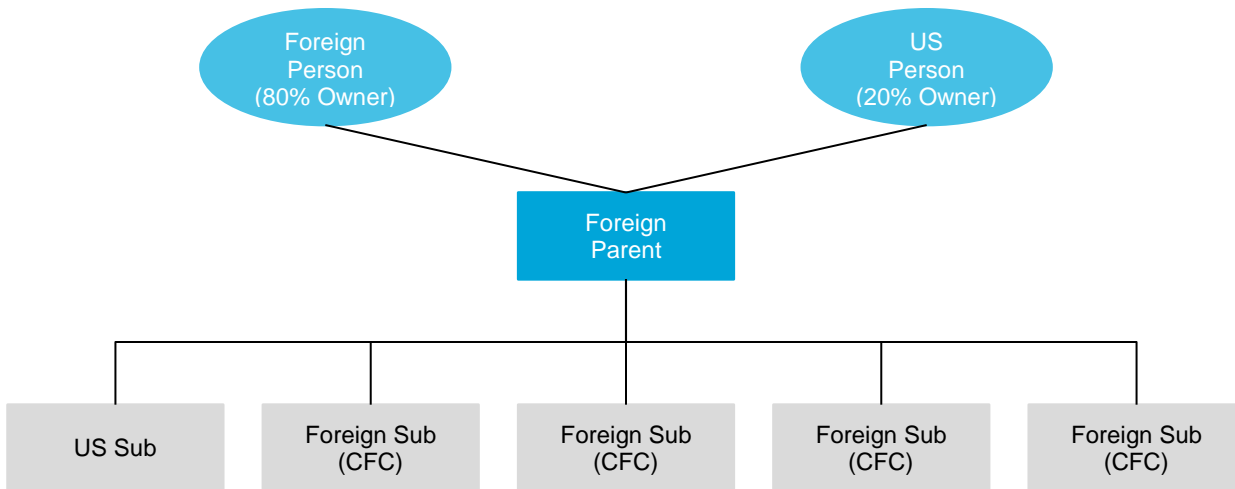 Foreign
Person
(80% Owner)
US
Person
(20% Owner)
Foreign
Parent
US Sub
Foreign Sub
(CFC)
Foreign Sub
(CFC)
Foreign Sub
(CFC)
Foreign Sub
(CFC)